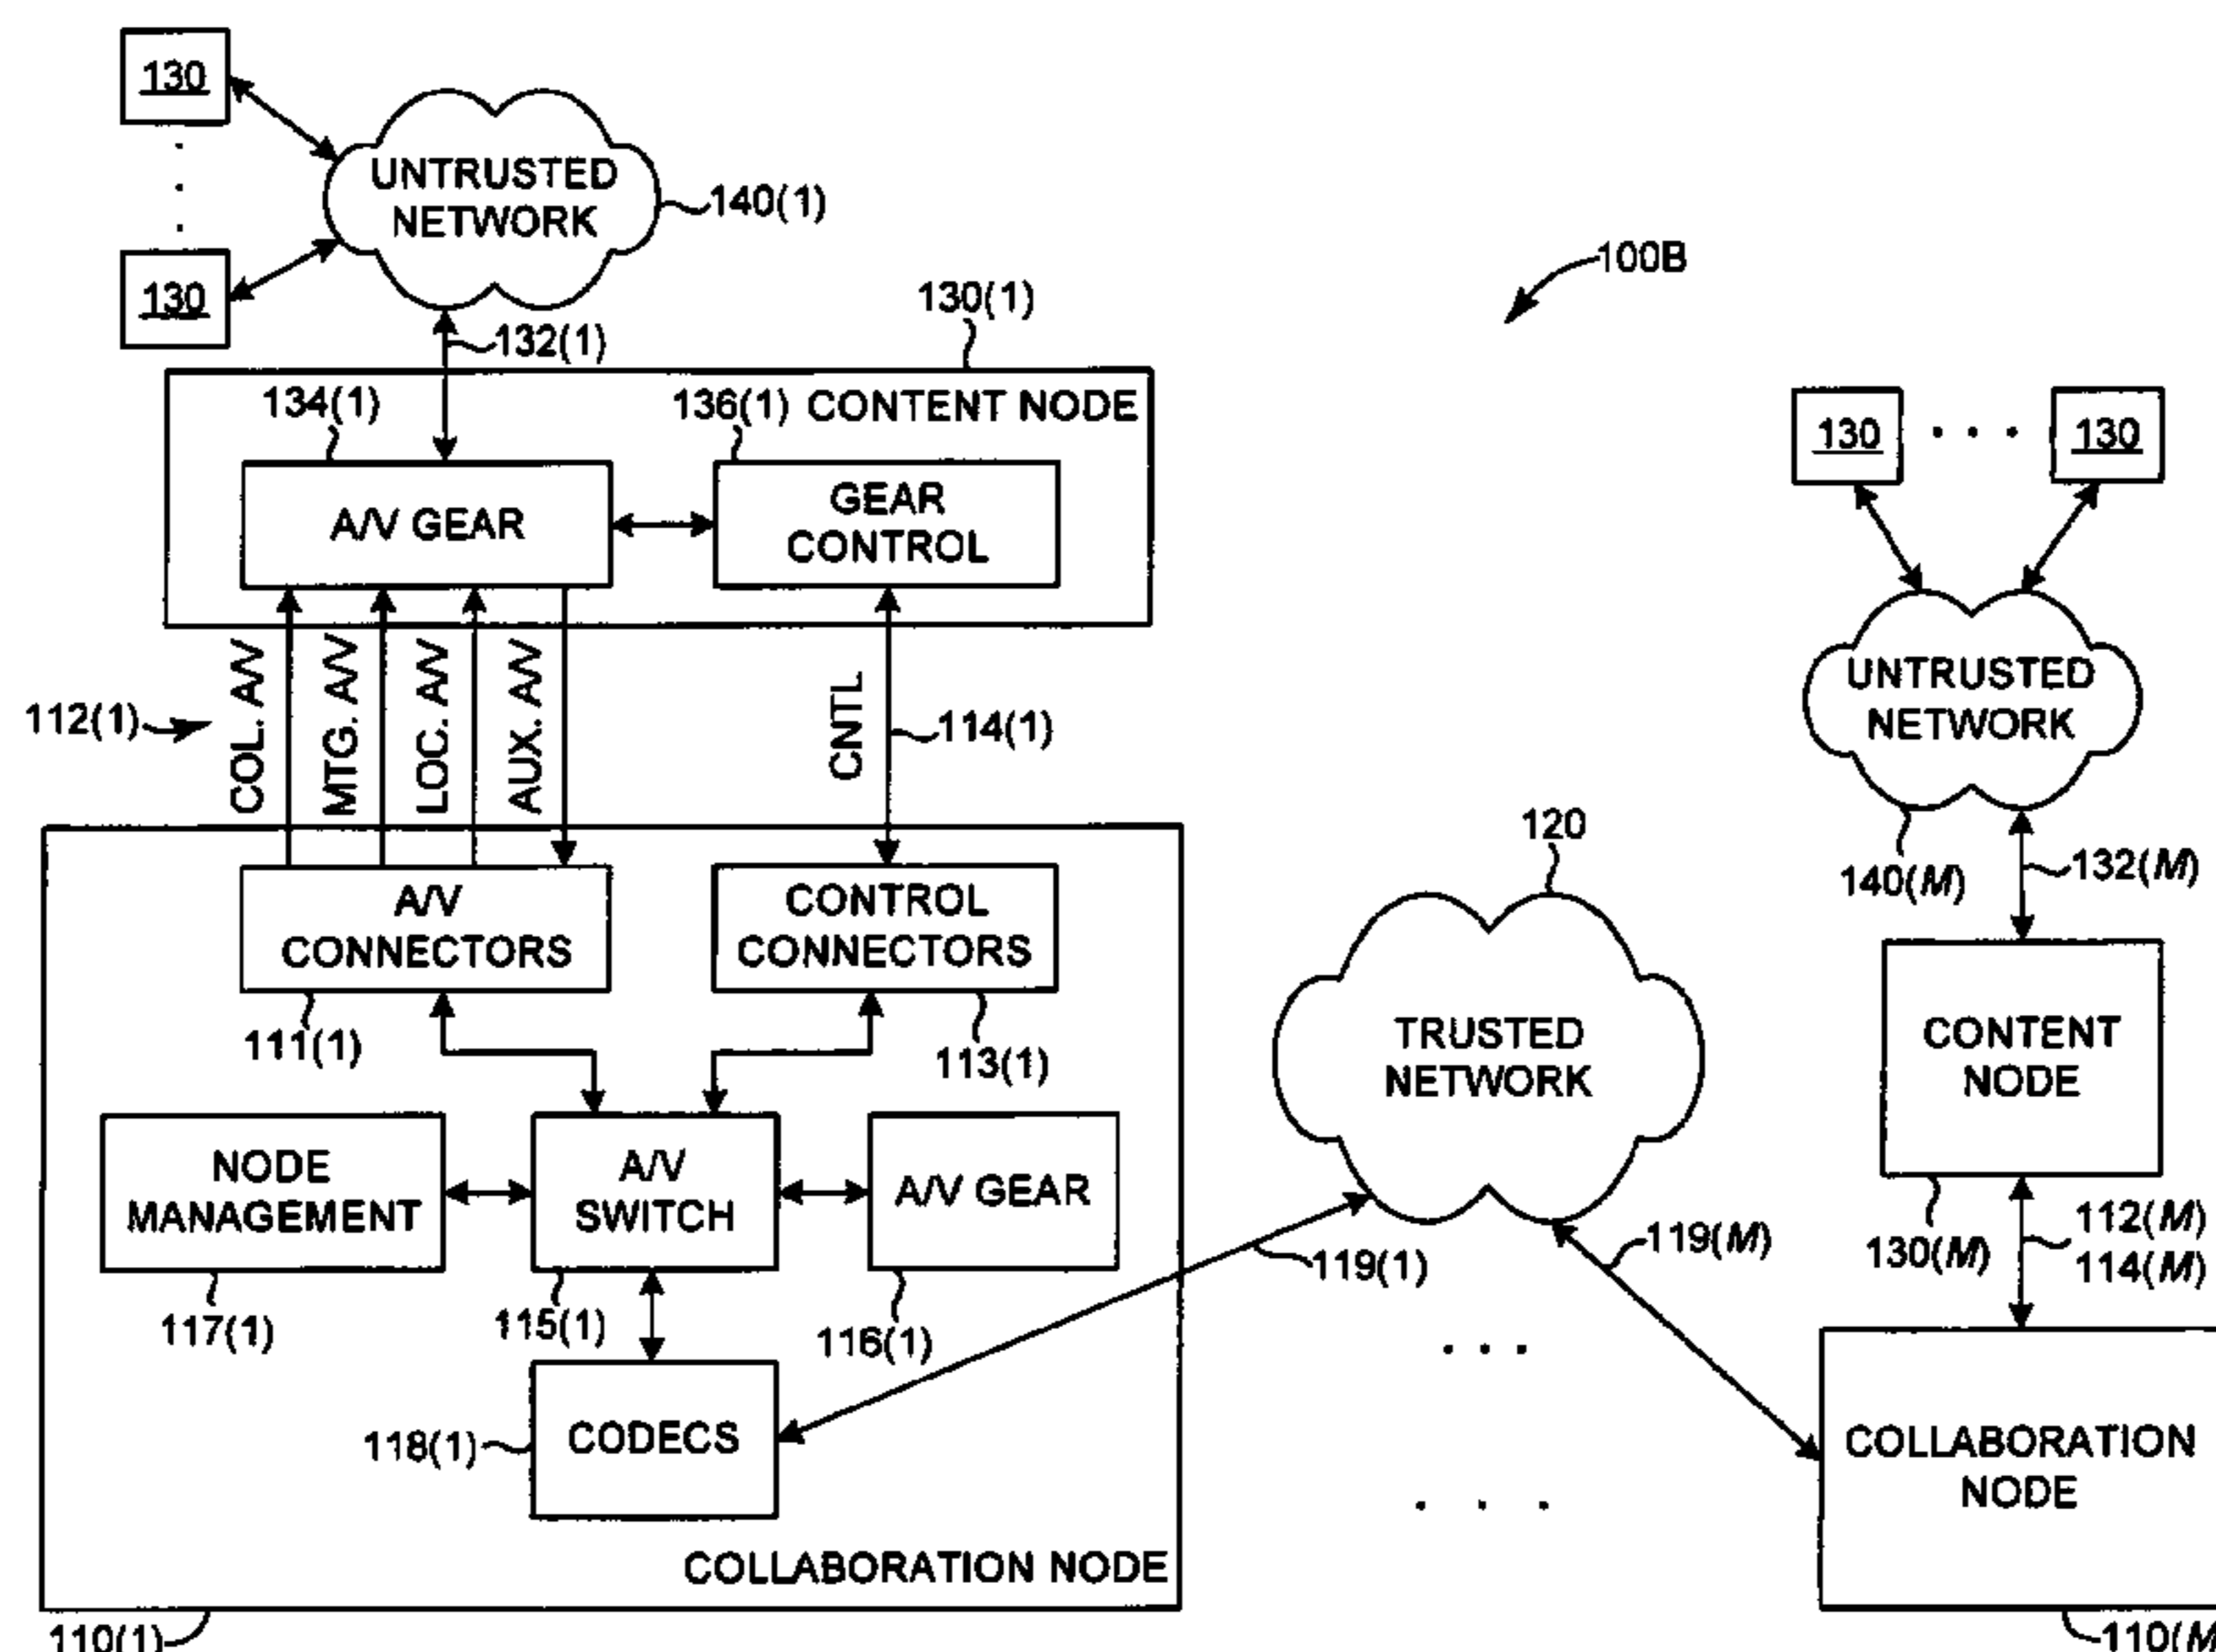 130
UNTRUSTED
NETWORK
140(1)
130
100B
130(1)
132(1)
134(1)
136(1) CONTENT NODE
130
130
A/V GEAR
GEAR
CONTROL
COL. A/V
MTG. A/V
LOC. A/V
AUX. A/V
CNTL
112(1)
114(1)
UNTRUSTED
NETWORK
120
140(M)
132(M)
A/V
CONNECTORS
CONTROL
CONNECTORS
111(1)
113(1)
TRUSTED
NETWORK
CONTENT
NODE
NODE
MANAGEMENT
A/V
SWITCH
A/V GEAR
117(1)
115(1)
116(1)
119(1)
119(M)
130(M)
112(M)
114(M)
118(1)
CODECS
COLLABORATION
NODE
COLLABORATION NODE
110(1)
110(M